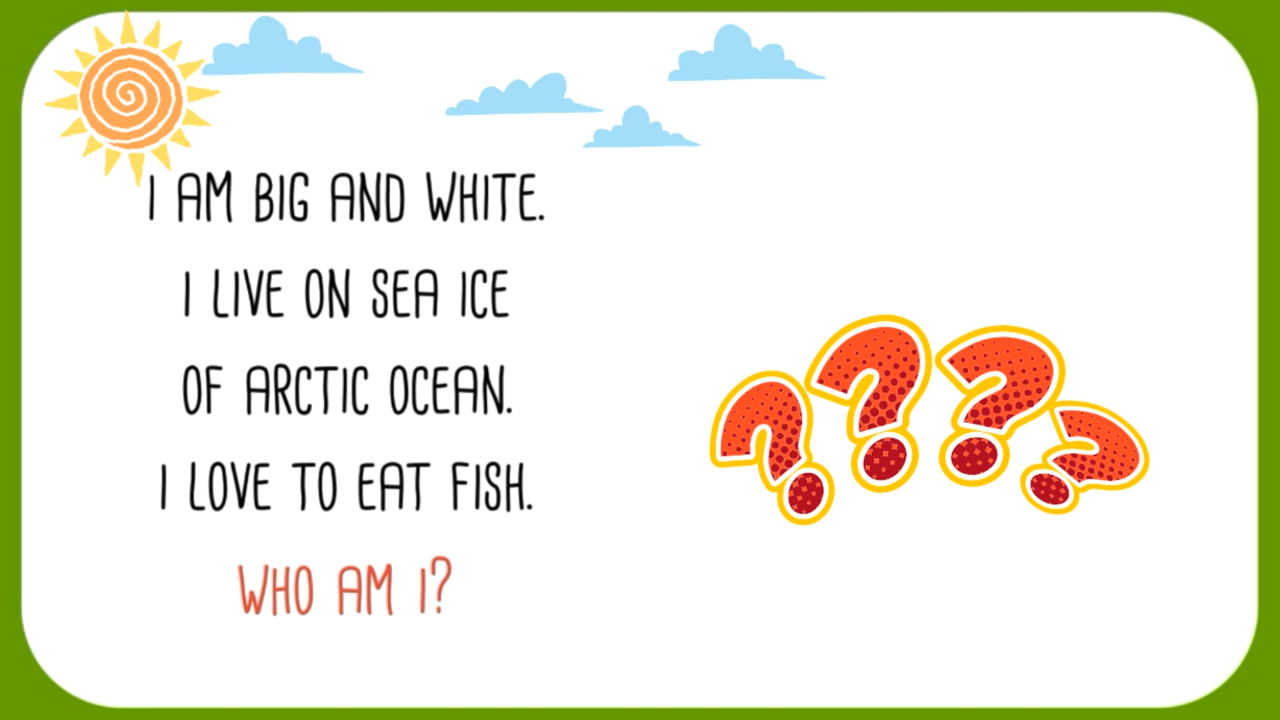 I AM BIG AND WHITE.
I LIVE ON SEA ICE
OF ARCTIC OCEAN.
I LOVE TO EAT FISH.
WHO AM I?
????